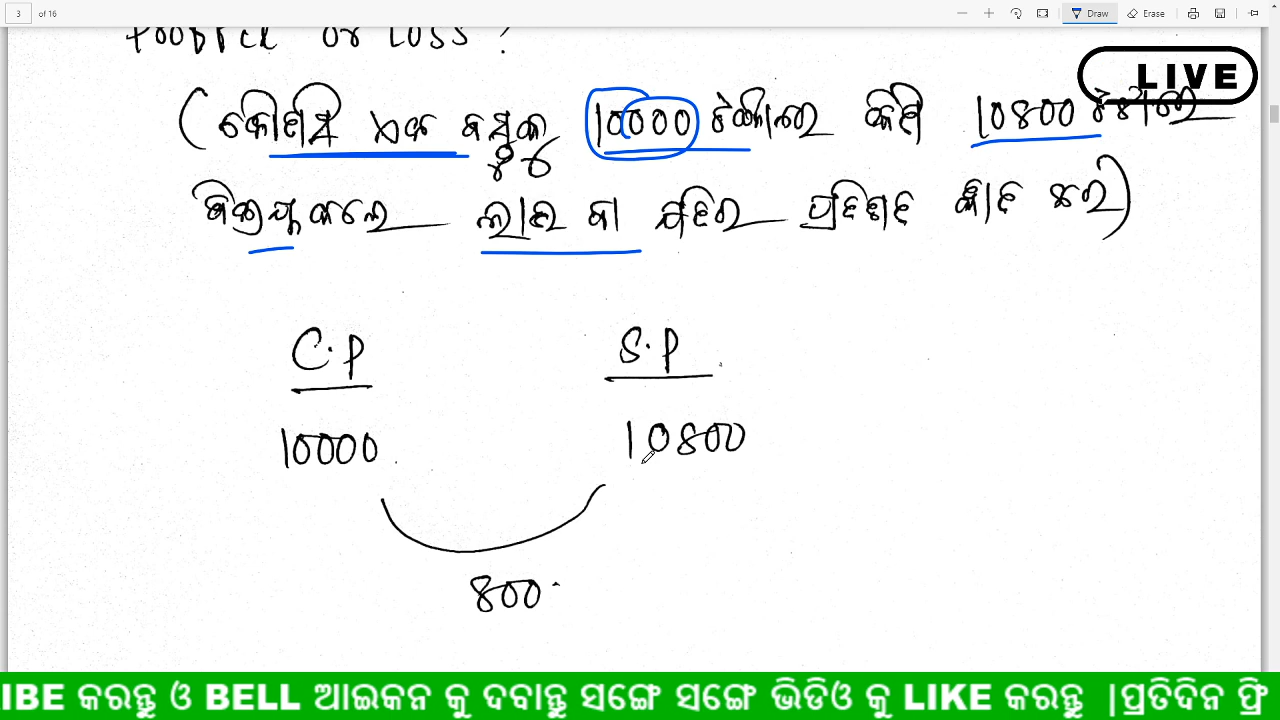 3 of 16 Draw Erase
or Loss ?
LIVE
( କୌଣସି ଏକ ବସ୍ତୁକୁ 10000 ଟଙ୍କାରେ କିଣି 10800 ଟଙ୍କାରେ
ବିକ୍ରୟ କଲେ ଲାଭ ବା କ୍ଷତିର ପ୍ରତିଶତ ସ୍ଥିର କର)
C.P S.P
10000 10800
800
IBE କରନ୍ତୁ ଓ BELL ଆଇକନ କୁ ଦବାନ୍ତୁ ସଙ୍ଗେ ସଙ୍ଗେ ଭିଡିଓ କୁ LIKE କରନ୍ତୁ |ପ୍ରତିଦିନ ଫ୍ରି